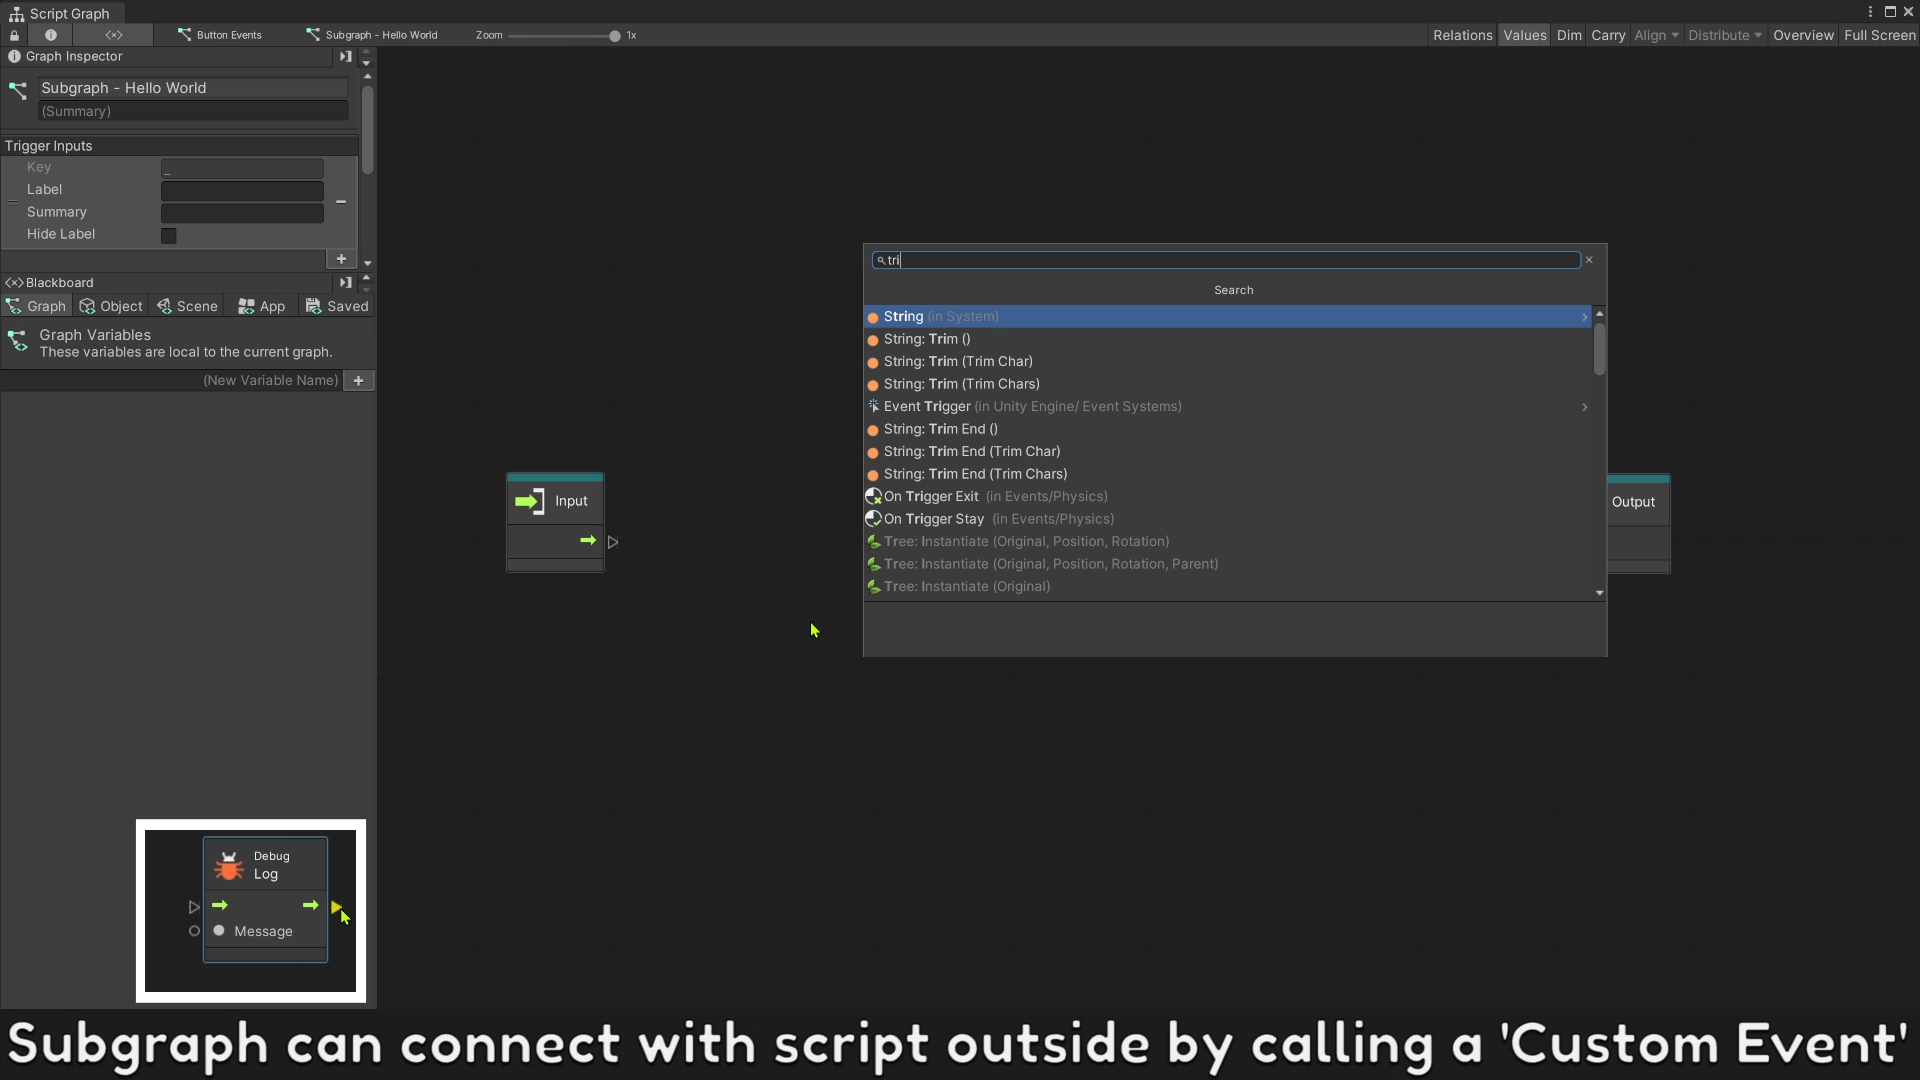 Script Graph
Button Events
Subgraph - Hello World
Zoom
1x
Relations
Values
Dim
Carry
Align
Distribute
Overview
Full Screen
Graph Inspector
Subgraph - Hello World
(Summary)
Trigger Inputs
Key
_
Label
Summary
Hide Label
Blackboard
Graph
Object
Scene
App
Saved
Graph Variables
These variables are local to the current graph.
(New Variable Name)
Input
tri
Search
String (in System)
String: Trim ()
String: Trim (Trim Char)
String: Trim (Trim Chars)
Event Trigger (in Unity Engine/ Event Systems)
String: Trim End ()
String: Trim End (Trim Char)
String: Trim End (Trim Chars)
On Trigger Exit (in Events/Physics)
On Trigger Stay (in Events/Physics)
Tree: Instantiate (Original, Position, Rotation)
Tree: Instantiate (Original, Position, Rotation, Parent)
Tree: Instantiate (Original)
Output
Debug
Log
Message
Subgraph can connect with script outside by calling a 'Custom Event'